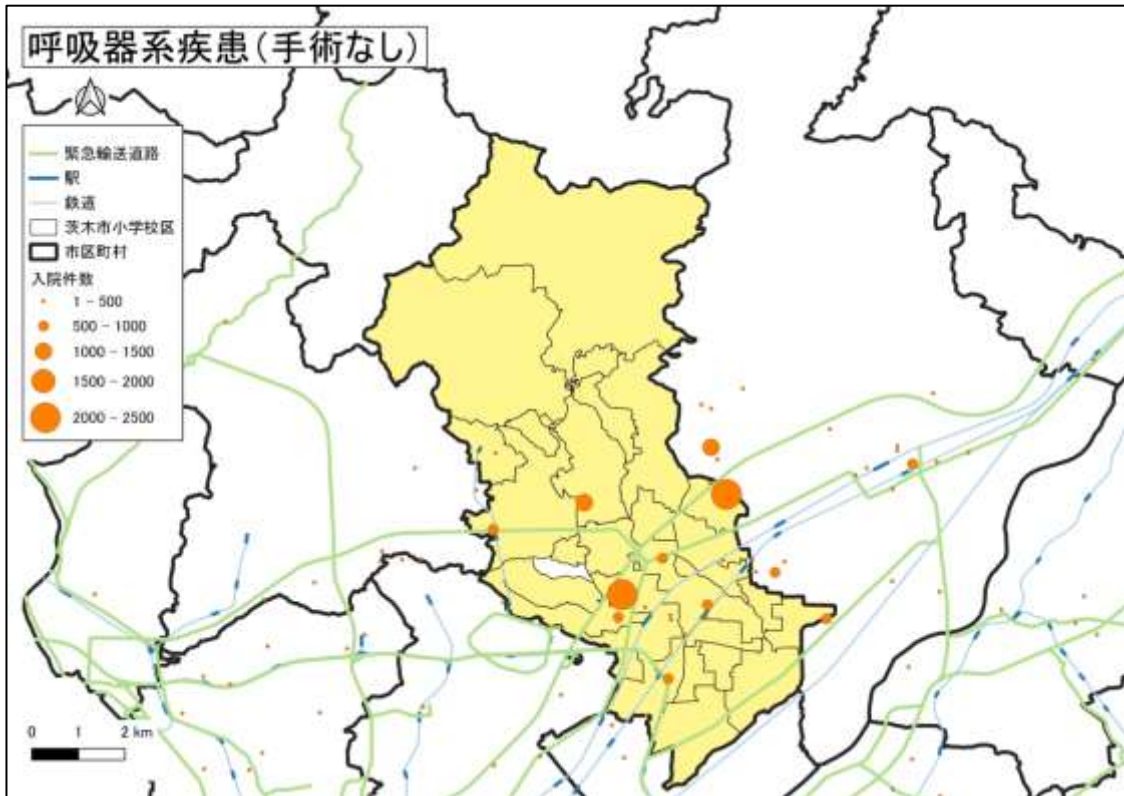 呼吸器系疾患（手術なし）
緊急輸送道路
駅
鉄道
茨木市小学校区
市区町村
入院件数
1 - 500
500 - 1000
1000 - 1500
1500 - 2000
2000 - 2500
0 1 2 km